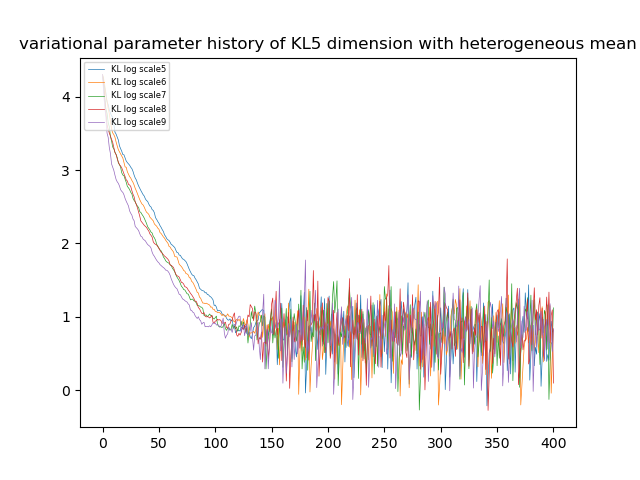 variational parameter history of KL5 dimension with heterogeneous mean
KL log scale5
KL log scale6
KL log scale7
KL log scale8
KL log scale9
4
3
2
1
0
0 50 100 150 200 250 300 350 400